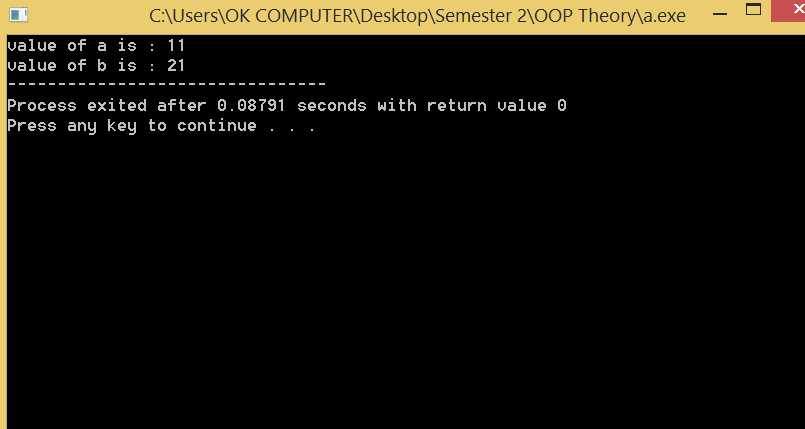 C:\Users\OK COMPUTER\Desktop\Semester 2\OOP Theory\a.exe
value of a is : 11
value of b is : 21
--------------------------------
Process exited after 0.08791 seconds with return value 0
Press any key to continue . . .